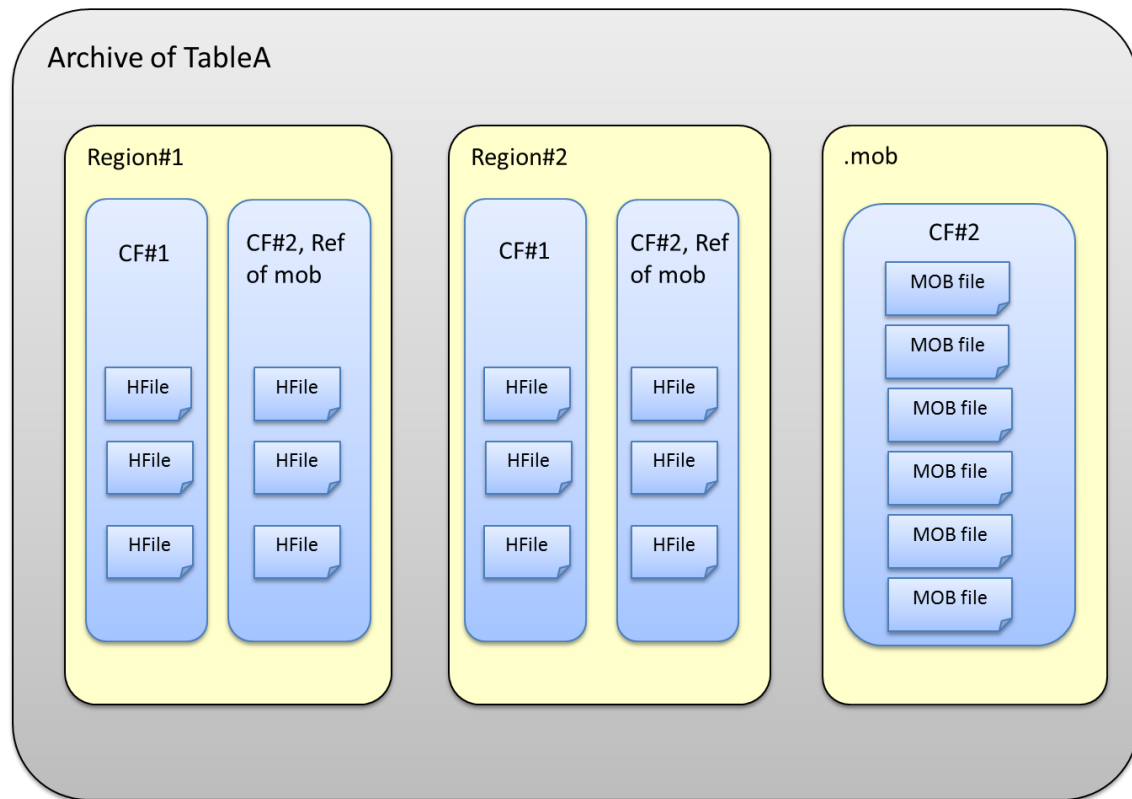 Archive of TableA
Region#1
CF#1
HFile
HFile
HFile
CF#2, Ref
of mob
HFile
HFile
HFile
Region#2
CF#1
HFile
HFile
HFile
CF#2, Ref
of mob
HFile
HFile
HFile
.mob
CF#2
MOB file
MOB file
MOB file
MOB file
MOB file
MOB file